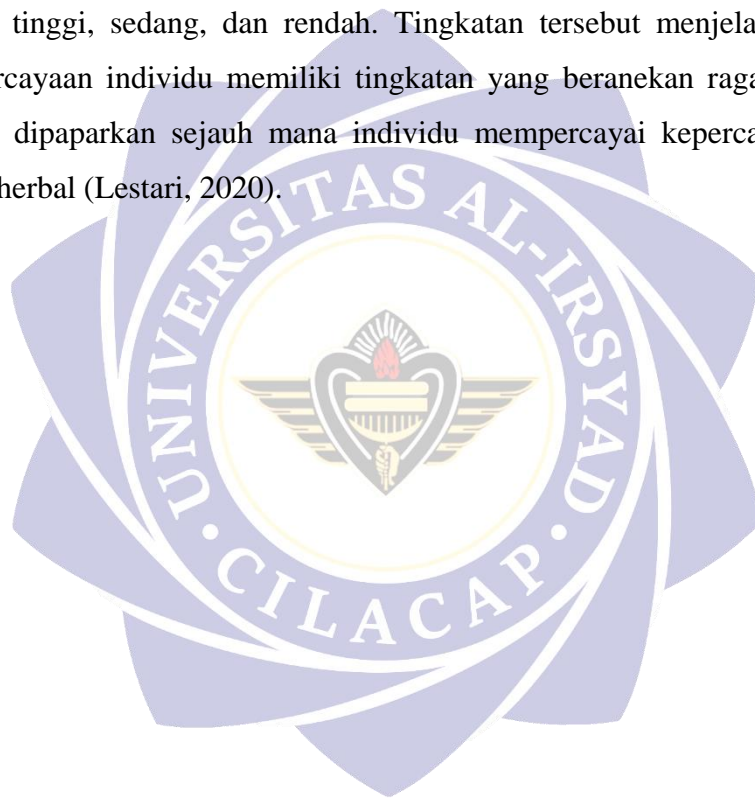 tinggi, sedang, dan rendah. Tingkatan tersebut menjela
rcayaan individu memiliki tingkatan yang beranekan raga
dipaparkan sejauh mana individu mempercayai keperca
herbal (Lestari, 2020).
UNIVERSITAS AL-IRSYAD
CILACAP